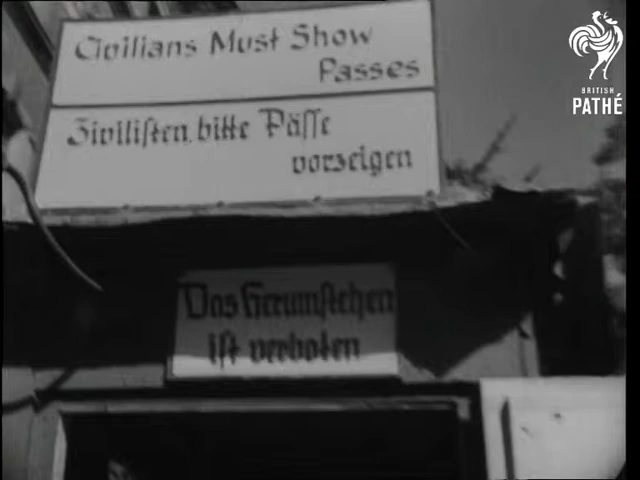 Civilians Must Show
Passes
Zivilisten bitte Pässe
vorzeigen
Das Herumstehen
ist verboten
BRITISH
PATHÉ